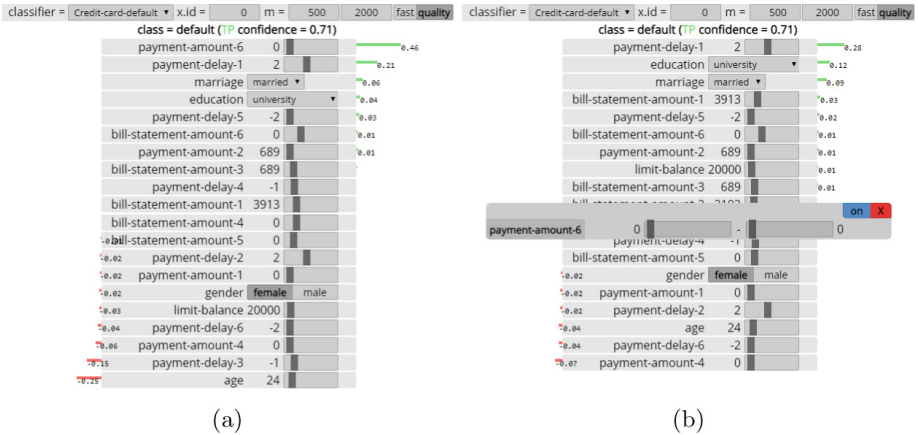 classifier = Credit-card-default x.id = 0 m = 500 2000 fast quality
class = default (TP confidence = 0.71)
payment-amount-6 0 0.46
payment-delay-1 2 0.21
marriage married 0.06
education university 0.04
payment-delay-5 -2 0.03
bill-statement-amount-6 0 0.01
payment-amount-2 689 0.01
bill-statement-amount-3 689
payment-delay-4 -1
bill-statement-amount-1 3913
bill-statement-amount-4 0
bill-statement-amount-5 0
-0.02 payment-delay-2 2
-0.02 payment-amount-1 0
-0.02 gender female male
-0.03 limit-balance 20000
-0.04 payment-delay-6 -2
-0.06 payment-amount-4 0
-0.15 payment-delay-3 -1
-0.25 age 24
(a)
classifier = Credit-card-default x.id = 0 m = 500 2000 fast quality
class = default (TP confidence = 0.71)
payment-delay-1 2 0.28
education university 0.12
marriage married 0.09
bill-statement-amount-1 3913 0.03
payment-delay-5 -2 0.02
bill-statement-amount-6 0 0.01
payment-amount-2 689 0.01
limit-balance 20000 0.01
bill-statement-amount-3 689 0.01
on X
payment-amount-6 0 - 0
payment-delay-4 -1
bill-statement-amount-5 0
-0.02 gender female male
-0.02 payment-amount-1 0
-0.02 payment-delay-2 2
-0.04 age 24
-0.04 payment-delay-6 -2
-0.07 payment-amount-4 0
(b)